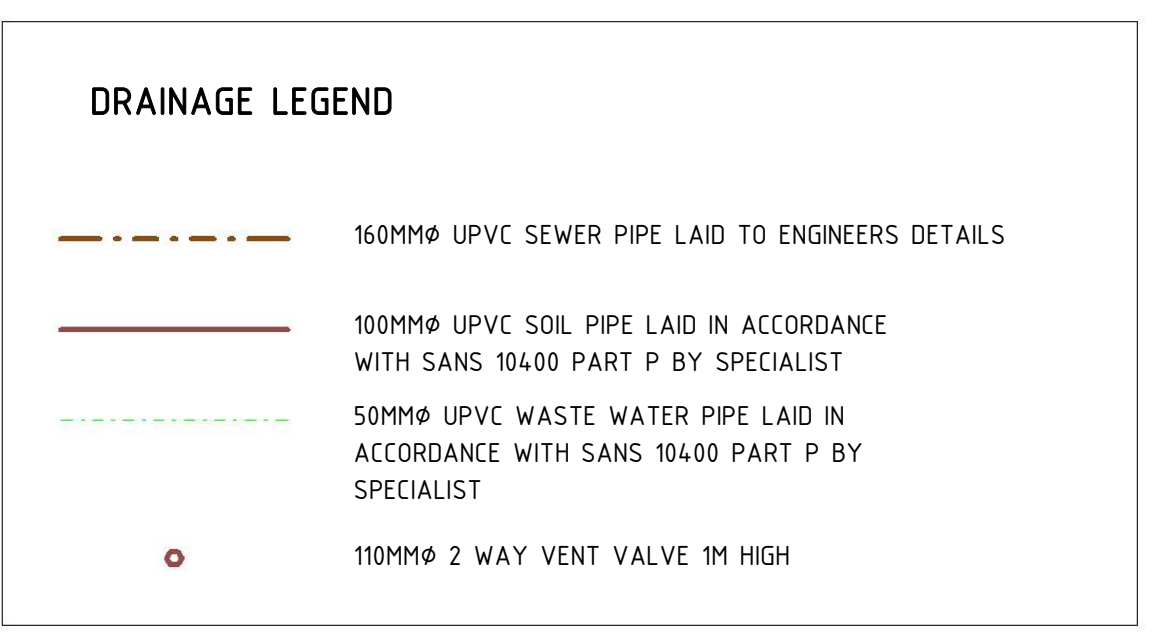 DRAINAGE LEGEND
160MMØ UPVC SEWER PIPE LAID TO ENGINEERS DETAILS
100MMØ UPVC SOIL PIPE LAID IN ACCORDANCE
WITH SANS 10400 PART P BY SPECIALIST
50MMØ UPVC WASTE WATER PIPE LAID IN
ACCORDANCE WITH SANS 10400 PART P BY
SPECIALIST
110MMØ 2 WAY VENT VALVE 1M HIGH